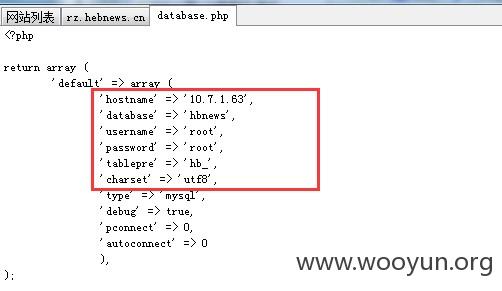 网站列表 rz.hebnews.cn database.php
<?php
return array (
'default' => array (
'hostname' => '10.7.1.63',
'database' => 'hbnews',
'username' => 'root',
'password' => 'root',
'tablepre' => 'hb_',
'charset' => 'utf8',
'type' => 'mysql',
'debug' => true,
'pconnect' => 0,
'autoconnect' => 0
),
);
www.wooyun.org